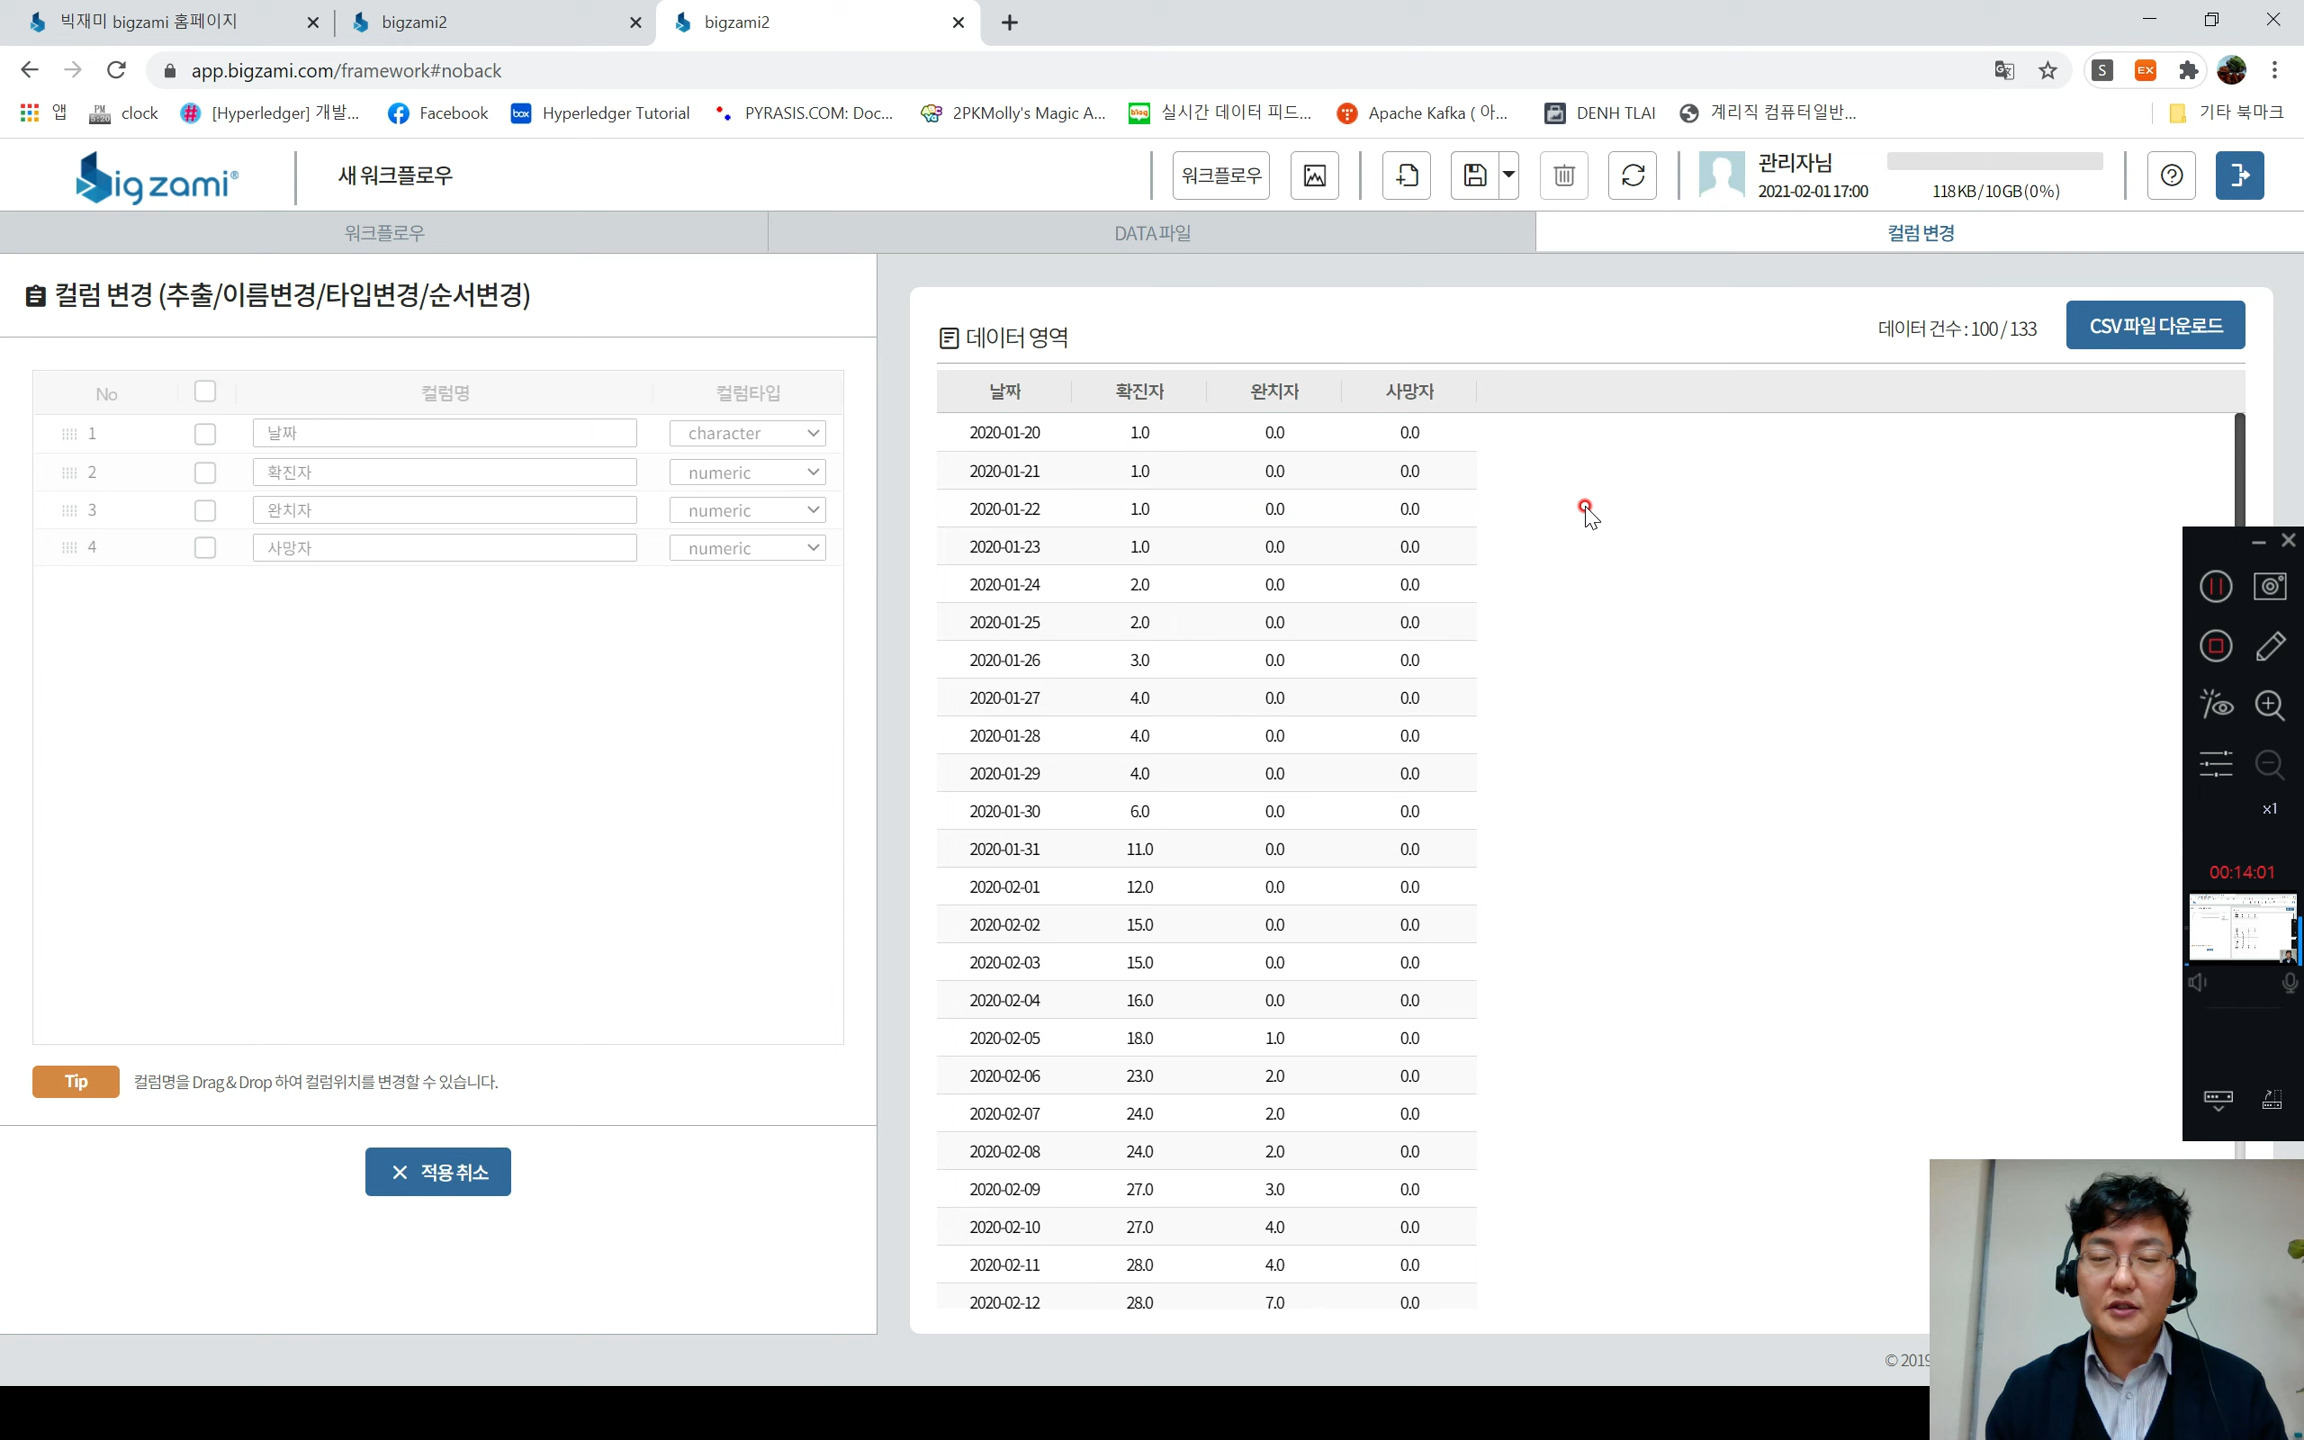 빅재미 bigzami 홈페이지
bigzami2
bigzami2
app.bigzami.com/framework#noback
앱
clock
[Hyperledger] 개발...
Facebook
Hyperledger Tutorial
PYRASIS.COM: Doc...
2PKMolly's Magic A...
실시간 데이터 피드...
Apache Kafka ( 아...
DENH TLAI
계리직 컴퓨터일반...
기타 북마크
bigzami®
새 워크플로우
워크플로우
관리자님
2021-02-01 17:00
118KB/10GB(0%)
워크플로우
DATA 파일
컬럼 변경
컬럼 변경 (추출/이름변경/타입변경/순서변경)
No 컬럼명 컬럼타입
1 날짜 character
2 확진자 numeric
3 완치자 numeric
4 사망자 numeric
Tip 컬럼명을 Drag & Drop 하여 컬럼위치를 변경할 수 있습니다.
적용 취소
데이터 영역
데이터 건수 : 100 / 133
CSV 파일 다운로드
날짜 확진자 완치자 사망자
2020-01-20 1.0 0.0 0.0
2020-01-21 1.0 0.0 0.0
2020-01-22 1.0 0.0 0.0
2020-01-23 1.0 0.0 0.0
2020-01-24 2.0 0.0 0.0
2020-01-25 2.0 0.0 0.0
2020-01-26 3.0 0.0 0.0
2020-01-27 4.0 0.0 0.0
2020-01-28 4.0 0.0 0.0
2020-01-29 4.0 0.0 0.0
2020-01-30 6.0 0.0 0.0
2020-01-31 11.0 0.0 0.0
2020-02-01 12.0 0.0 0.0
2020-02-02 15.0 0.0 0.0
2020-02-03 15.0 0.0 0.0
2020-02-04 16.0 0.0 0.0
2020-02-05 18.0 1.0 0.0
2020-02-06 23.0 2.0 0.0
2020-02-07 24.0 2.0 0.0
2020-02-08 24.0 2.0 0.0
2020-02-09 27.0 3.0 0.0
2020-02-10 27.0 4.0 0.0
2020-02-11 28.0 4.0 0.0
2020-02-12 28.0 7.0 0.0
x1
00:14:01
© 2019